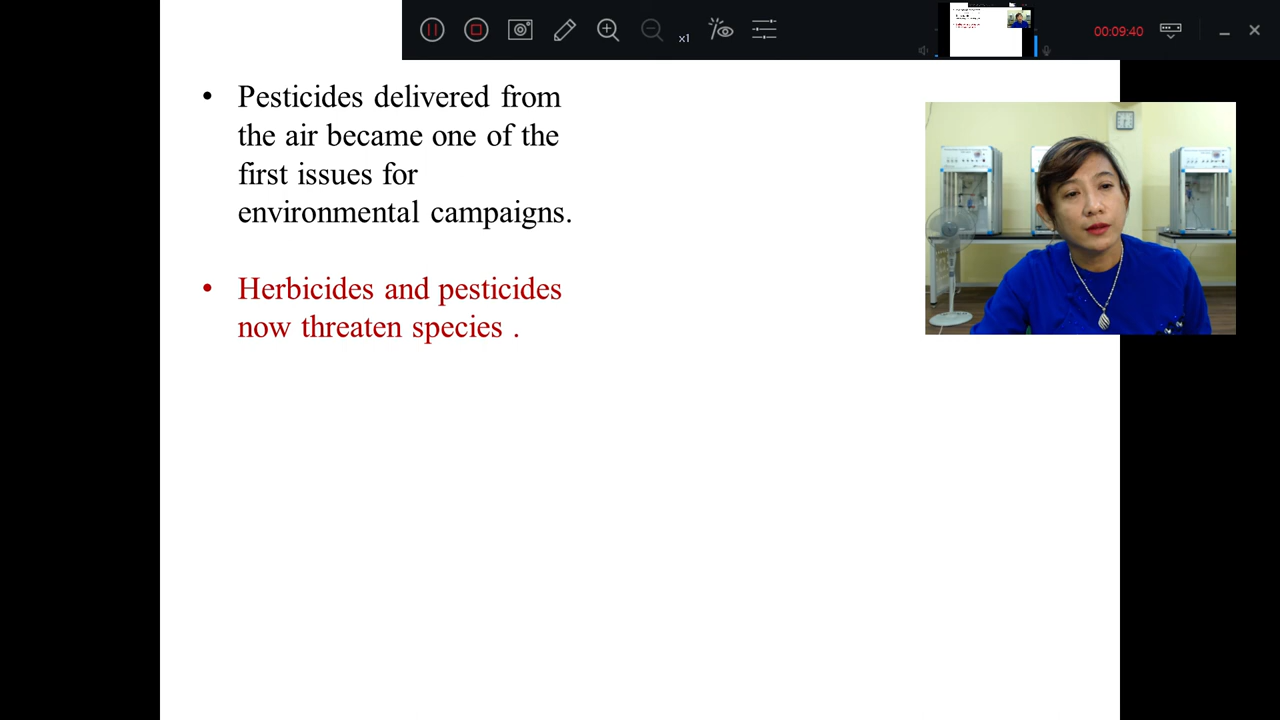 x1
00:09:40
• Pesticides delivered from
the air became one of the
first issues for
environmental campaigns.
• Herbicides and pesticides
now threaten species .